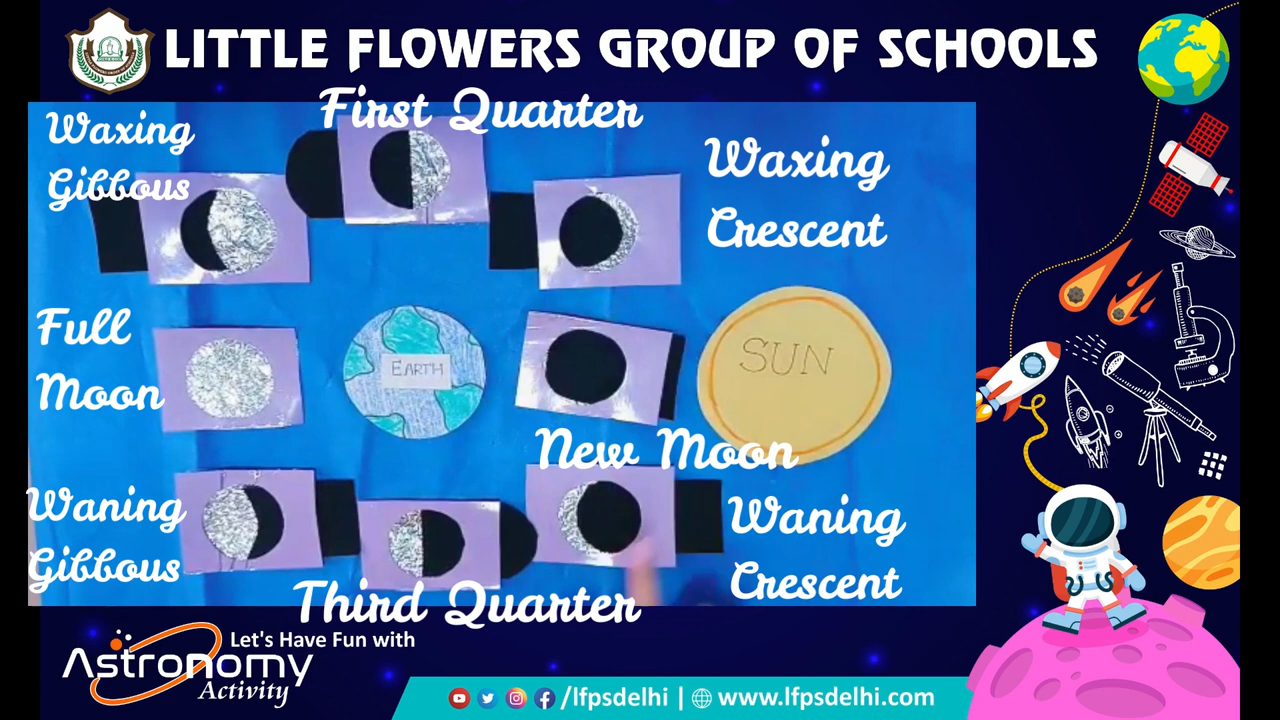 LITTLE FLOWERS GROUP OF SCHOOLS
First Quarter
Waxing
Gibbous
Waxing
Crescent
Full
Moon
EARTH
SUN
New Moon
Waning
Gibbous
Waning
Crescent
Third Quarter
Let's Have Fun with
Astronomy
Activity
/lfpsdelhi | www.lfpsdelhi.com